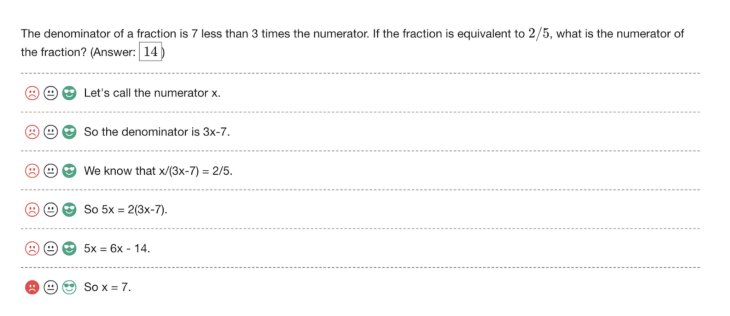 The denominator of a fraction is 7 less than 3 times the numerator. If the fraction is equivalent to 2/5, what is the numerator of
the fraction? (Answer: 14 )
Let's call the numerator x.
So the denominator is 3x-7.
We know that x/(3x-7) = 2/5.
So 5x = 2(3x-7).
5x = 6x - 14.
So x = 7.